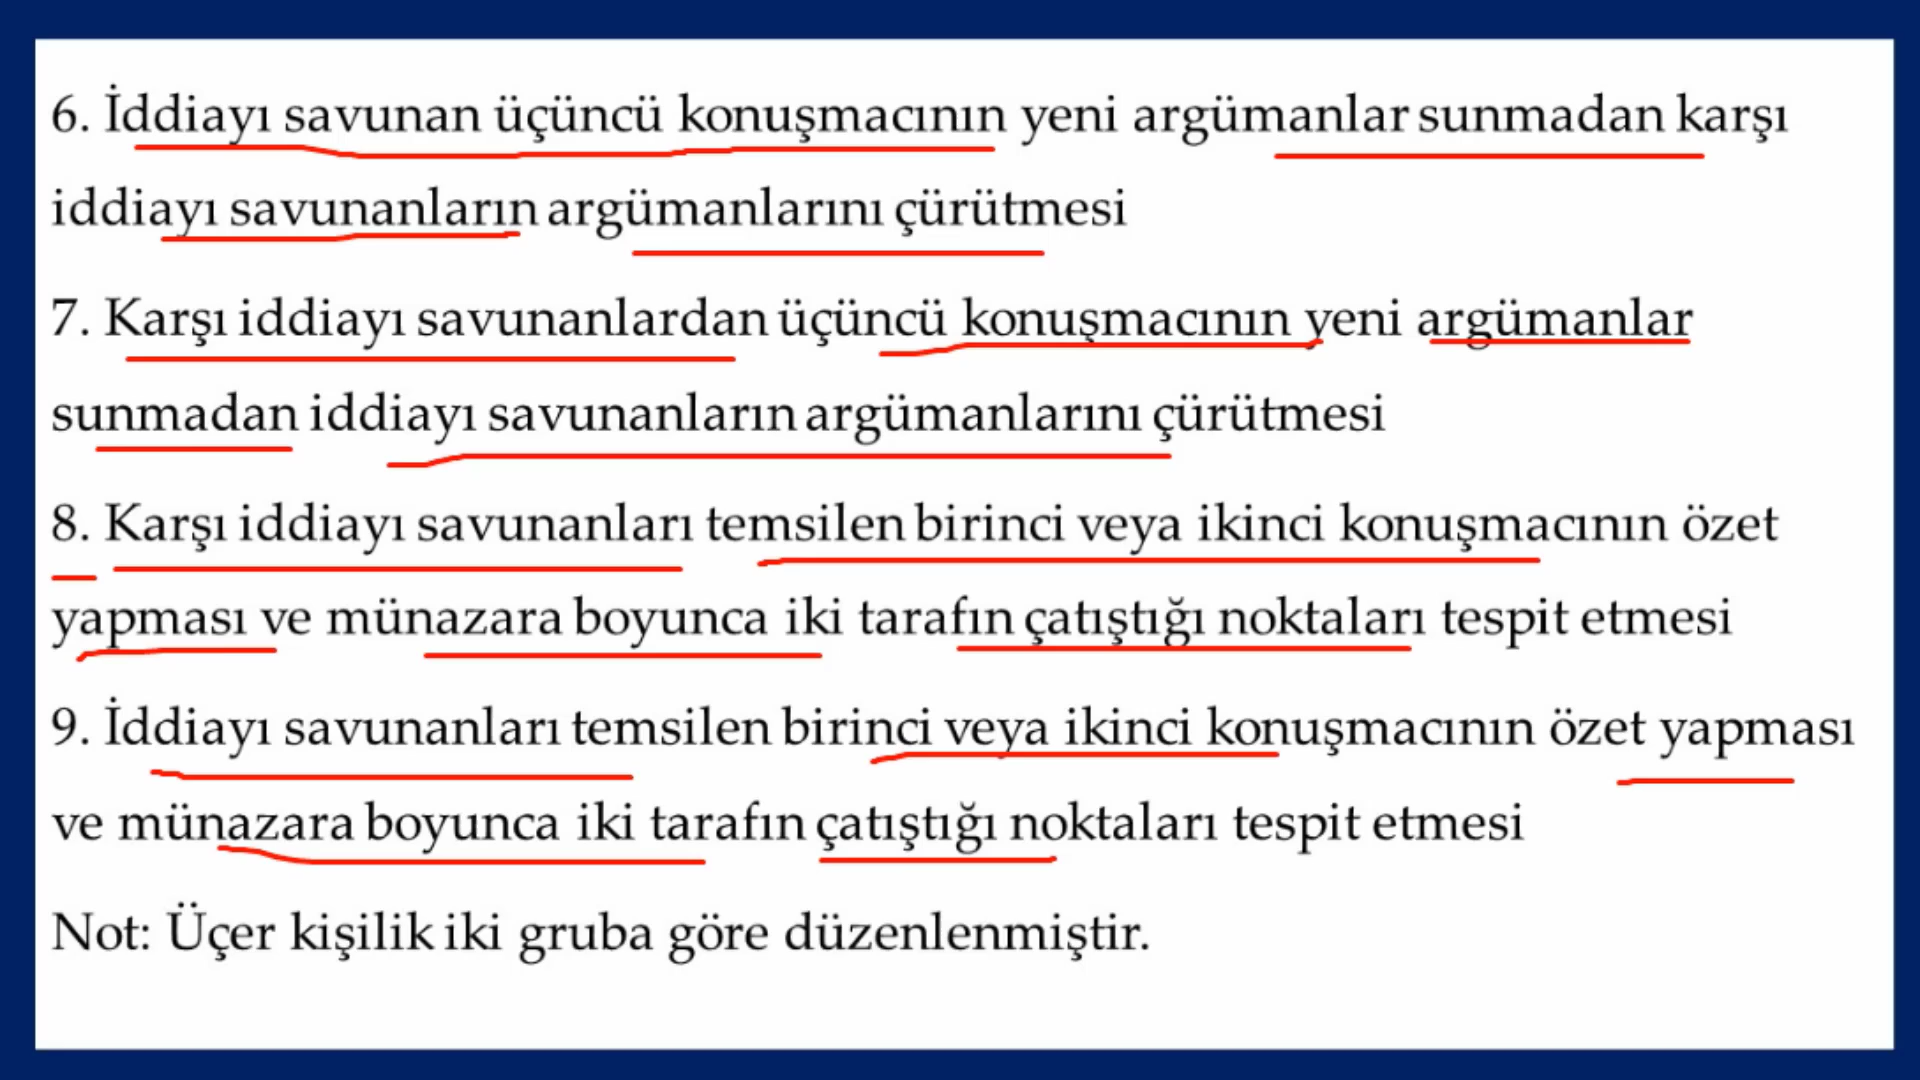 6. İddiayı savunan üçüncü konuşmacının yeni argümanlar sunmadan karşı
iddiayı savunanların argümanlarını çürütmesi
7. Karşı iddiayı savunanlardan üçüncü konuşmacının yeni argümanlar
sunmadan iddiayı savunanların argümanlarını çürütmesi
8. Karşı iddiayı savunanları temsilen birinci veya ikinci konuşmacının özet
yapması ve münazara boyunca iki tarafın çatıştığı noktaları tespit etmesi
9. İddiayı savunanları temsilen birinci veya ikinci konuşmacının özet yapması
ve münazara boyunca iki tarafın çatıştığı noktaları tespit etmesi
Not: Üçer kişilik iki gruba göre düzenlenmiştir.